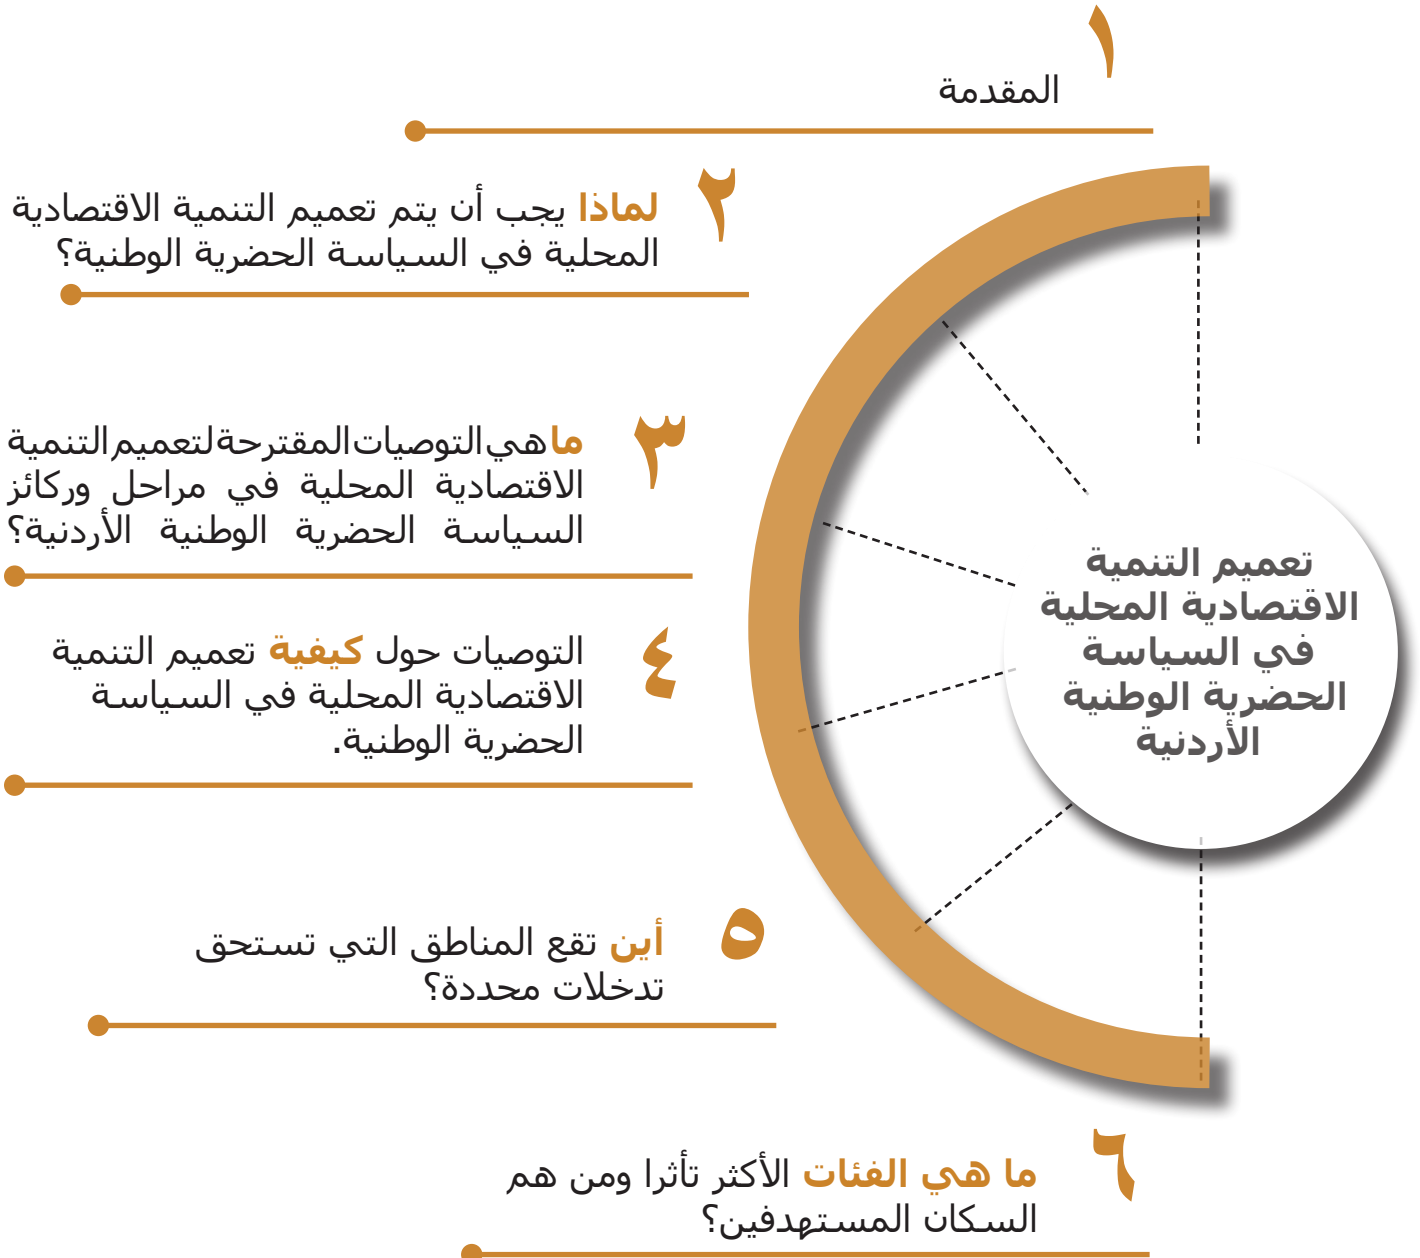 ١
المقدمة
٢
لماذا يجب أن يتم تعميم التنمية الاقتصادية
المحلية في السياسة الحضرية الوطنية؟
٣
ما هي التوصيات المقترحة لتعميم التنمية
الاقتصادية المحلية في مراحل وركائز
السياسة الحضرية الوطنية الأردنية؟
٤
التوصيات حول كيفية تعميم التنمية
الاقتصادية المحلية في السياسة
الحضرية الوطنية.
٥
أين تقع المناطق التي تستحق
تدخلات محددة؟
٦
ما هي الفئات الأكثر تأثرا ومن هم
السكان المستهدفين؟
تعميم التنمية
الاقتصادية المحلية
في السياسة
الحضرية الوطنية
الأردنية